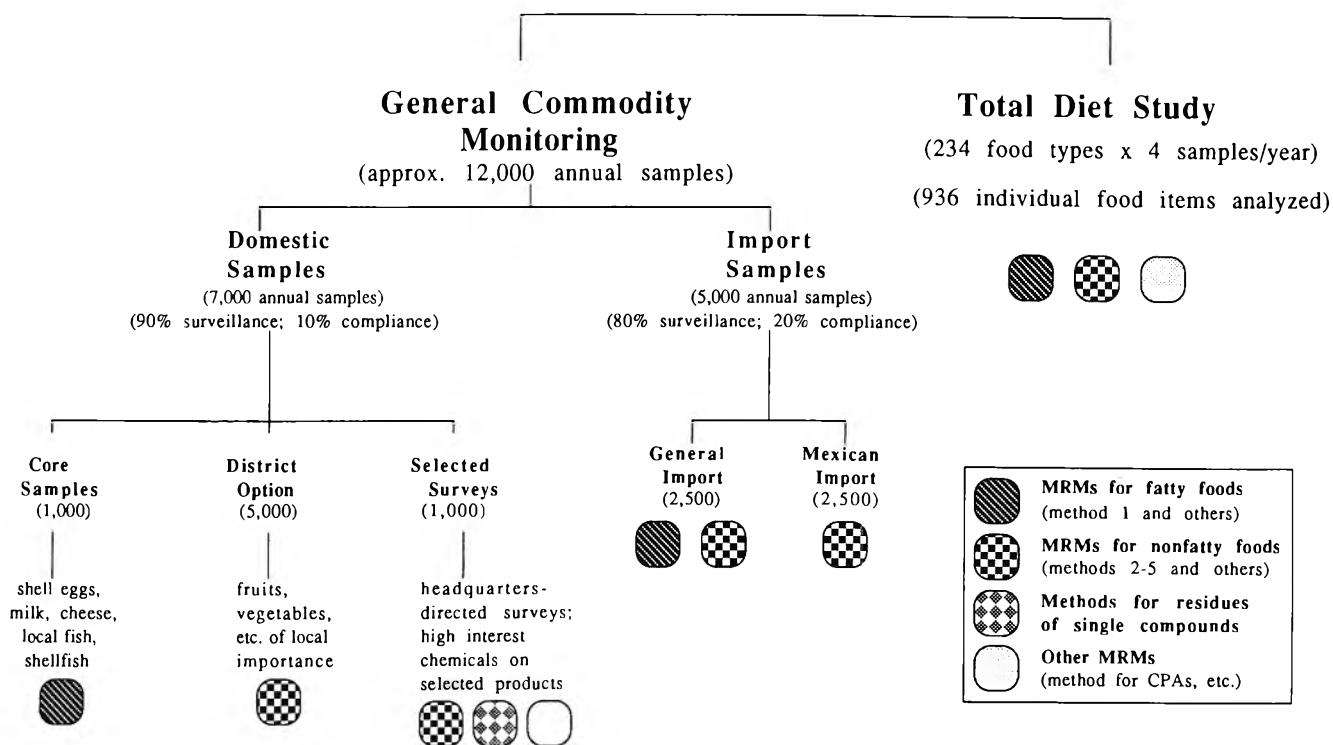 General Commodity
Monitoring
(approx. 12,000 annual samples)
Total Diet Study
(234 food types x 4 samples/year)
(936 individual food items analyzed)
Domestic
Samples
(7,000 annual samples)
(90% surveillance; 10% compliance)
Import
Samples
(5,000 annual samples)
(80% surveillance; 20% compliance)
Core
Samples
(1,000)
District
Option
(5,000)
Selected
Surveys
(1,000)
General
Import
(2,500)
Mexican
Import
(2,500)
shell eggs,
milk, cheese,
local fish,
shellfish
fruits,
vegetables,
etc. of local
importance
headquarters-
directed surveys;
high interest
chemicals on
selected products
MRMs for fatty foods
(method 1 and others)
MRMs for nonfatty foods
(methods 2-5 and others)
Methods for residues
of single compounds
Other MRMs
(method for CPAs, etc.)